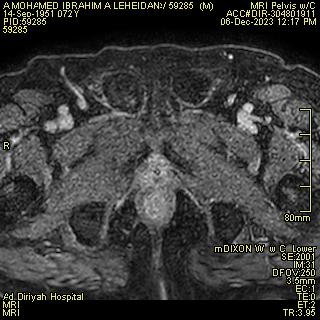 A MOHAMED IBRAHIM A LEHEIDAN:/ 59285 (M)
14-Sep-1951 072Y
PID:59285
59285
MRI Pelvis w/C
ACC#DIR-304801911
06-Dec-2023 12:17 PM
R
80mm
mDIXON W w C Lower
SE:2001
IM:31
DFOV:250
3.5mm
EC:1
TE:0
ET:2
TR:3.95
Ad Diriyah Hospital
MRI
MRI